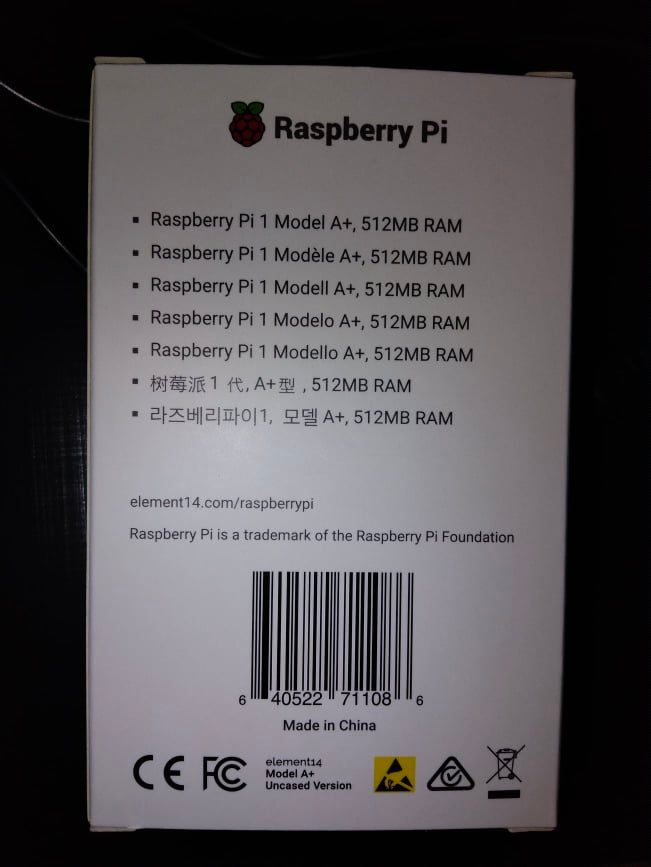 Raspberry Pi
▪ Raspberry Pi 1 Model A+, 512MB RAM
▪ Raspberry Pi 1 Modèle A+, 512MB RAM
▪ Raspberry Pi 1 Modell A+, 512MB RAM
▪ Raspberry Pi 1 Modelo A+, 512MB RAM
▪ Raspberry Pi 1 Modello A+, 512MB RAM
▪ 树莓派 1 代, A+型 , 512MB RAM
▪ 라즈베리파이1, 모델 A+, 512MB RAM
element14.com/raspberrypi
Raspberry Pi is a trademark of the Raspberry Pi Foundation
6 40522 71108 6
Made in China
CE FC element14
Model A+
Uncased Version